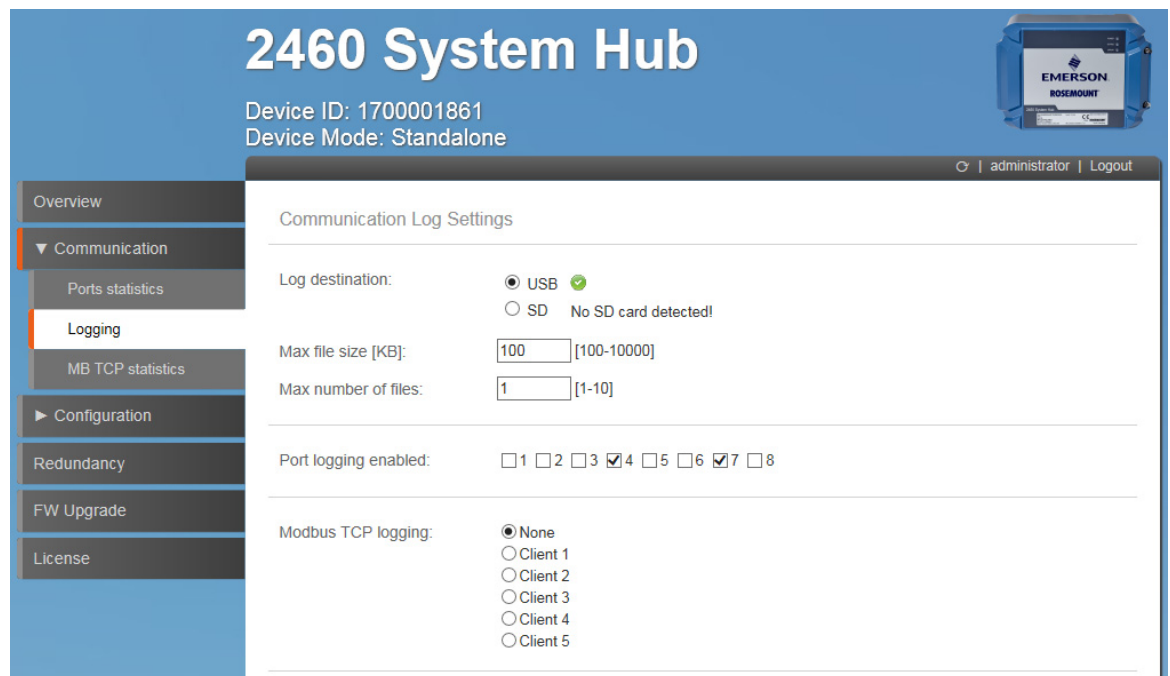 2460 System Hub
EMERSON
ROSEMOUNT
2460 System Hub
Device ID: 1700001861
Device Mode: Standalone
| administrator | Logout
Overview
▼ Communication
Ports statistics
Logging
MB TCP statistics
► Configuration
Redundancy
FW Upgrade
License
Communication Log Settings
Log destination:
USB
SD No SD card detected!
Max file size [KB]: 100 [100-10000]
Max number of files: 1 [1-10]
Port logging enabled: 1 2 3 4 5 6 7 8
Modbus TCP logging:
None
Client 1
Client 2
Client 3
Client 4
Client 5